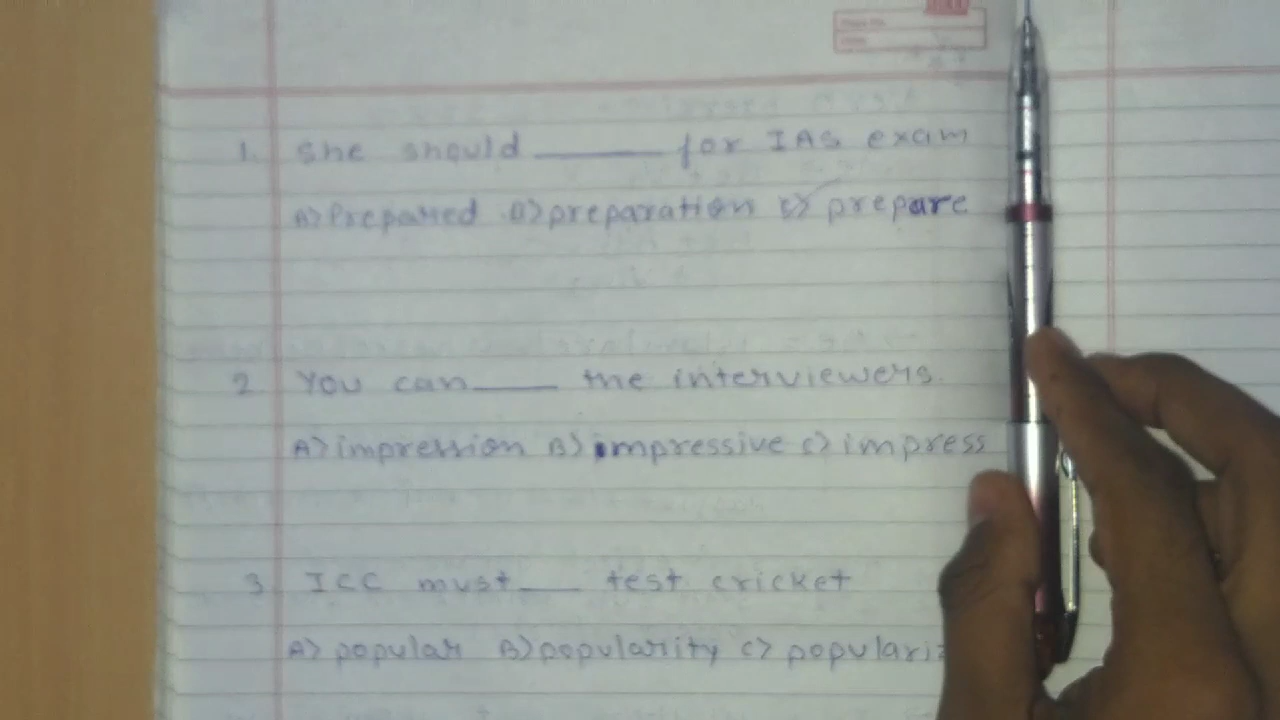 1. She should ______ for IAS exam
A) Prepared B) preparation C) prepare
2 You can ____ the interviewers.
A) impression B) impressive C) impress
3 ICC must ___ test cricket
A) popular B) popularity C)